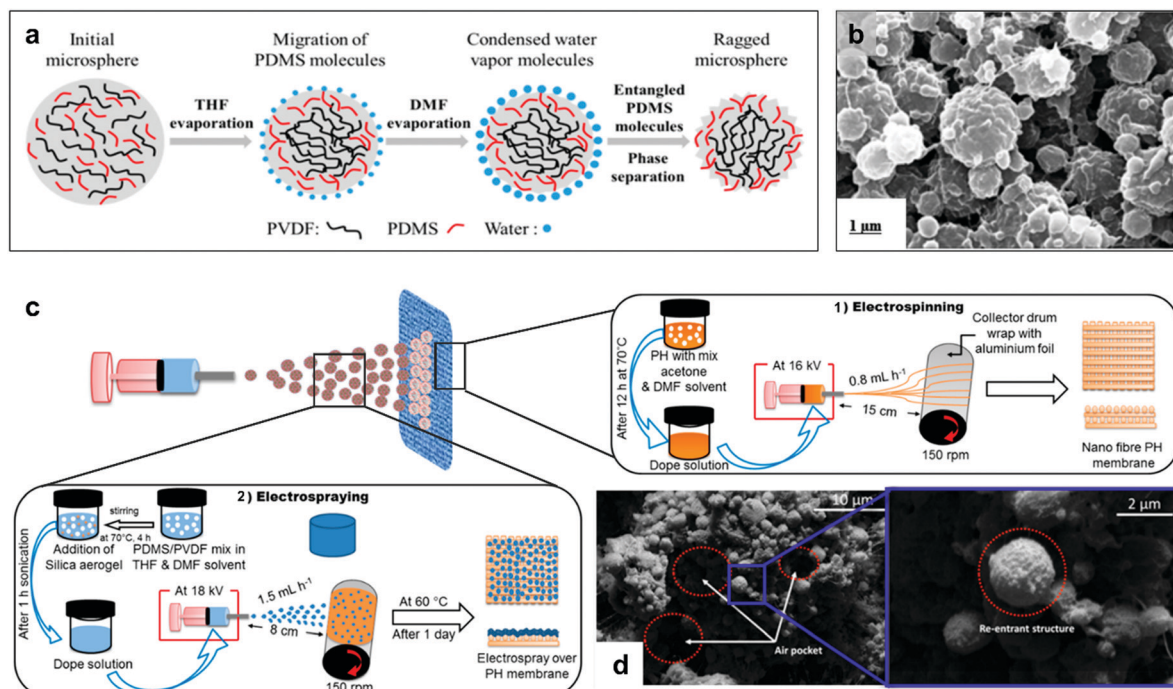 a
Initial
microsphere
Migration of
PDMS molecules
Condensed water
vapor molecules
Ragged
microsphere
THF
evaporation
DMF
evaporation
Entangled
PDMS
molecules
Phase
separation
PVDF:
PDMS
Water :
b
1 µm
c
1) Electrospinning
PH with mix
acetone
& DMF solvent
After 12 h at 70°C
Dope solution
At 16 kV
0.8 mL h-1
15 cm
Collector drum
wrap with
aluminium foil
150 rpm
Nano fibre PH
membrane
2) Electrospraying
stirring
at 70°C, 4 h
Addition of
Silica aerogel
PDMS/PVDF mix in
THF & DMF solvent
After 1 h sonication
Dope solution
At 18 kV
1.5 mL h-1
8 cm
150 rpm
At 60 °C
After 1 day
Electrospray over
PH membrane
10 µm
Air pocket
d
2 µm
Re-entrant structure